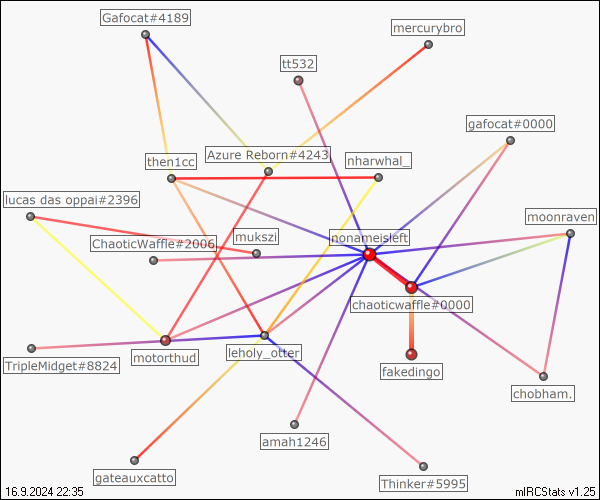 Gafocat#4189
mercurybro
tt532
gafocat#0000
Azure Reborn#4243
then1cc
nharwhal_
lucas das oppai#2396
moonraven
mukszi
nonameisleft
ChaoticWaffle#2006
chaoticwaffle#0000
motorthud
leholy_otter
TripleMidget#8824
fakedingo
chobham.
amah1246
gateauxcatto
Thinker#5995
16.9.2024 22:35
mIRCStats v1.25